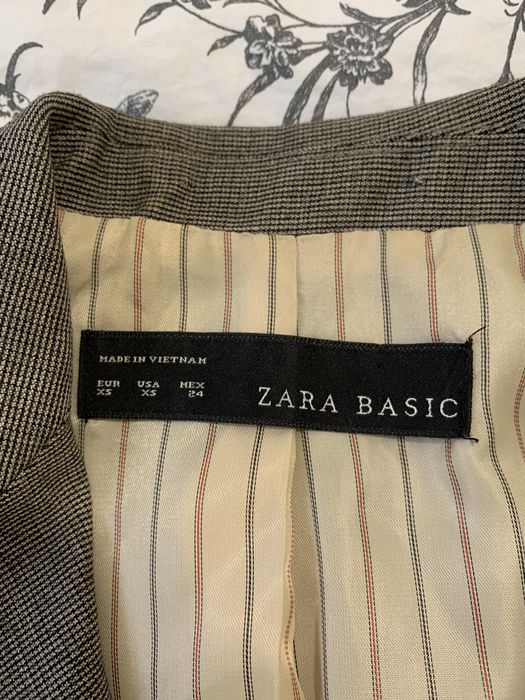 MADE IN VIETNAM
EUR USA MEX
XS XS 24
ZARA BASIC